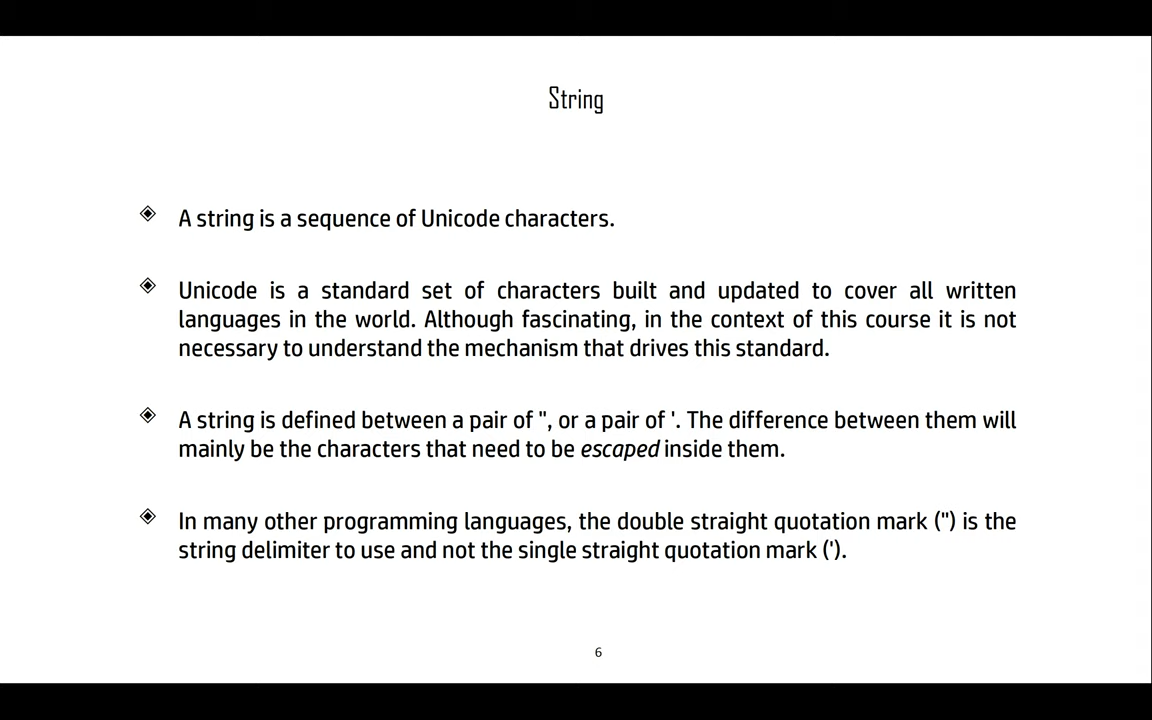 String
A string is a sequence of Unicode characters.
Unicode is a standard set of characters built and updated to cover all written
languages in the world. Although fascinating, in the context of this course it is not
necessary to understand the mechanism that drives this standard.
A string is defined between a pair of ", or a pair of '. The difference between them will
mainly be the characters that need to be escaped inside them.
In many other programming languages, the double straight quotation mark (") is the
string delimiter to use and not the single straight quotation mark (').
6